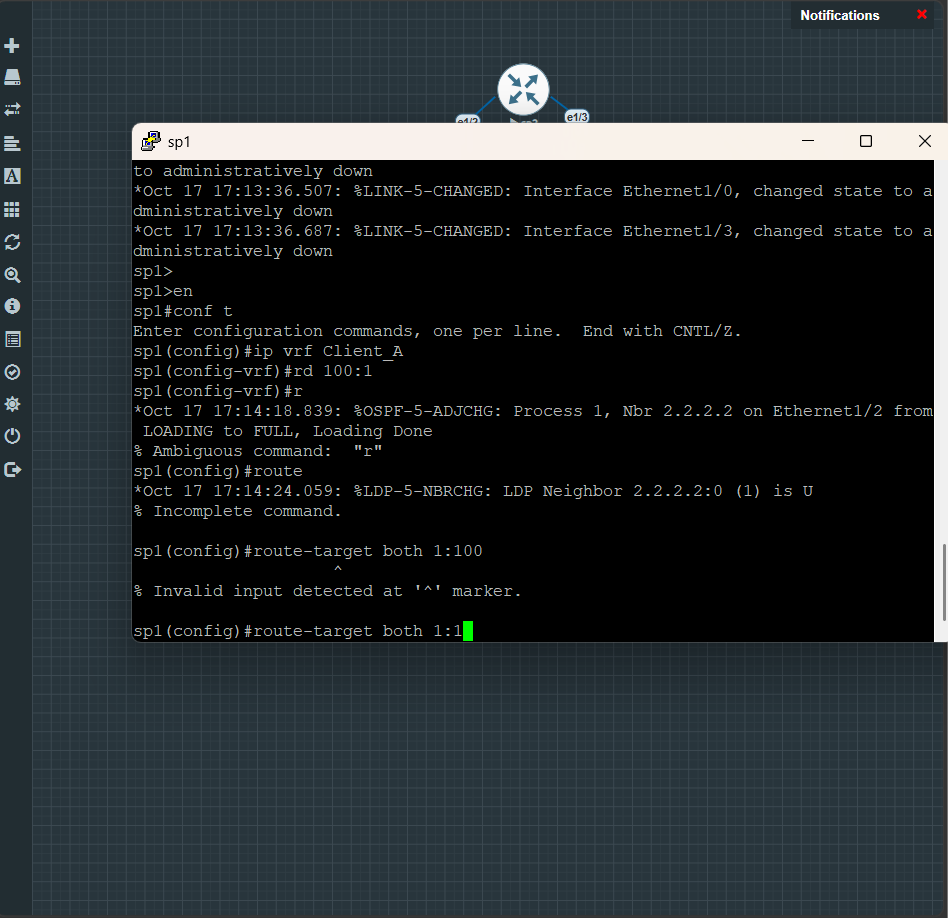 Notifications
e1/3
sp1
to administratively down
*Oct 17 17:13:36.507: %LINK-5-CHANGED: Interface Ethernet1/0, changed state to a
dministratively down
*Oct 17 17:13:36.687: %LINK-5-CHANGED: Interface Ethernet1/3, changed state to a
dministratively down
sp1>
sp1>en
sp1#conf t
Enter configuration commands, one per line.  End with CNTL/Z.
sp1(config)#ip vrf Client_A
sp1(config-vrf)#rd 100:1
sp1(config-vrf)#r
*Oct 17 17:14:18.839: %OSPF-5-ADJCHG: Process 1, Nbr 2.2.2.2 on Ethernet1/2 from
 LOADING to FULL, Loading Done
% Ambiguous command:  "r"
sp1(config)#route
*Oct 17 17:14:24.059: %LDP-5-NBRCHG: LDP Neighbor 2.2.2.2:0 (1) is U
% Incomplete command.
sp1(config)#route-target both 1:100
^
% Invalid input detected at '^' marker.
sp1(config)#route-target both 1:1